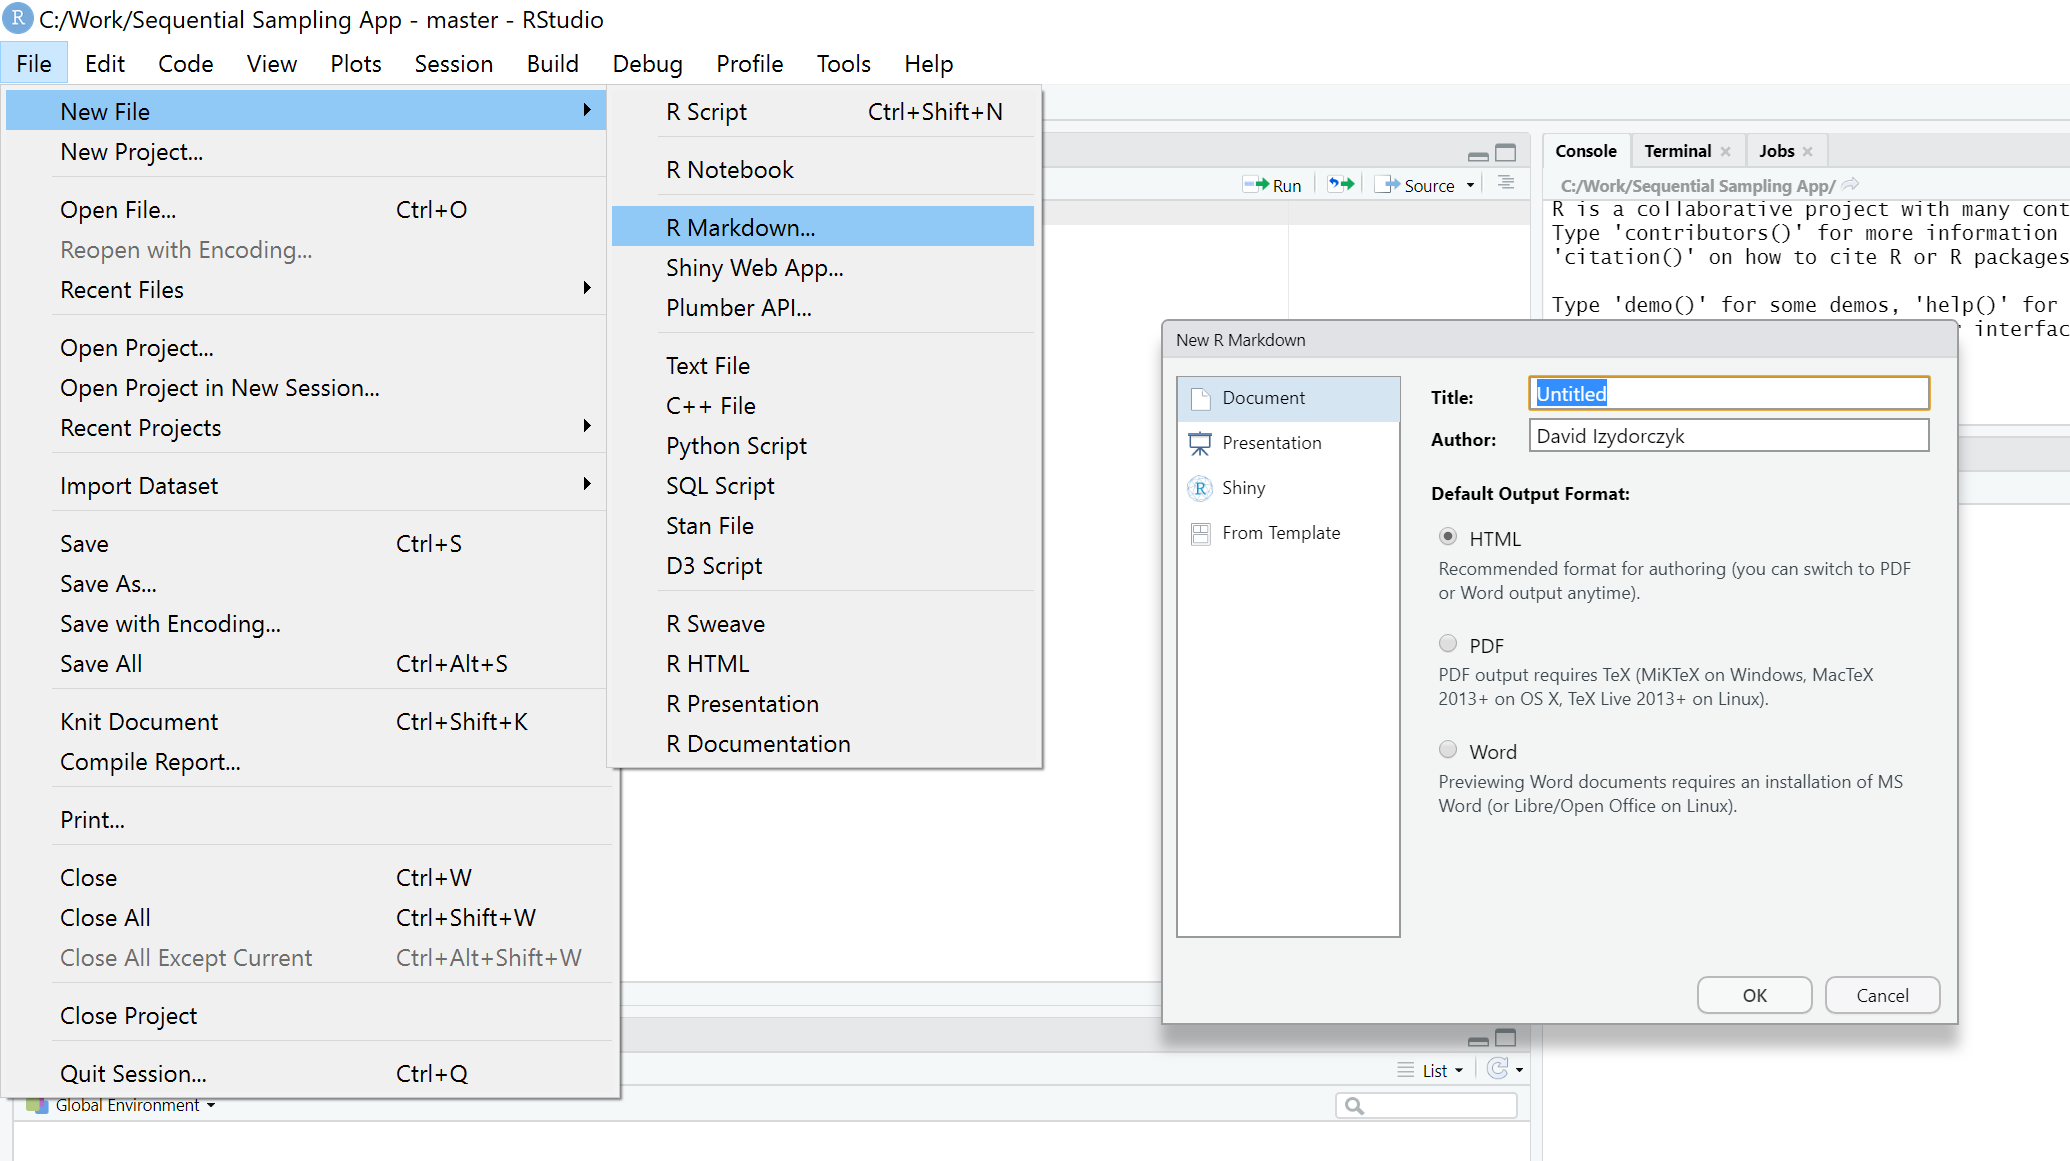 C:/Work/Sequential Sampling App - master - RStudio
File Edit Code View Plots Session Build Debug Profile Tools Help
New File
New Project...
Open File... Ctrl+O
Reopen with Encoding...
Recent Files
Open Project...
Open Project in New Session...
Recent Projects
Import Dataset
Save Ctrl+S
Save As...
Save with Encoding...
Save All Ctrl+Alt+S
Knit Document Ctrl+Shift+K
Compile Report...
Print...
Close Ctrl+W
Close All Ctrl+Shift+W
Close All Except Current Ctrl+Alt+Shift+W
Close Project
Quit Session... Ctrl+Q
R Script Ctrl+Shift+N
R Notebook
R Markdown...
Shiny Web App...
Plumber API...
Text File
C++ File
Python Script
SQL Script
Stan File
D3 Script
R Sweave
R HTML
R Presentation
R Documentation
Run Source
Console Terminal Jobs
C:/Work/Sequential Sampling App/
R is a collaborative project with many cont
Type 'contributors()' for more information
'citation()' on how to cite R or R packages
Type 'demo()' for some demos, 'help()' for
interfac
New R Markdown
Document
Presentation
Shiny
From Template
Title: Untitled
Author: David Izydorczyk
Default Output Format:
HTML
Recommended format for authoring (you can switch to PDF
or Word output anytime).
PDF
PDF output requires TeX (MiKTeX on Windows, MacTeX
2013+ on OS X, TeX Live 2013+ on Linux).
Word
Previewing Word documents requires an installation of MS
Word (or Libre/Open Office on Linux).
OK Cancel
List
Global Environment